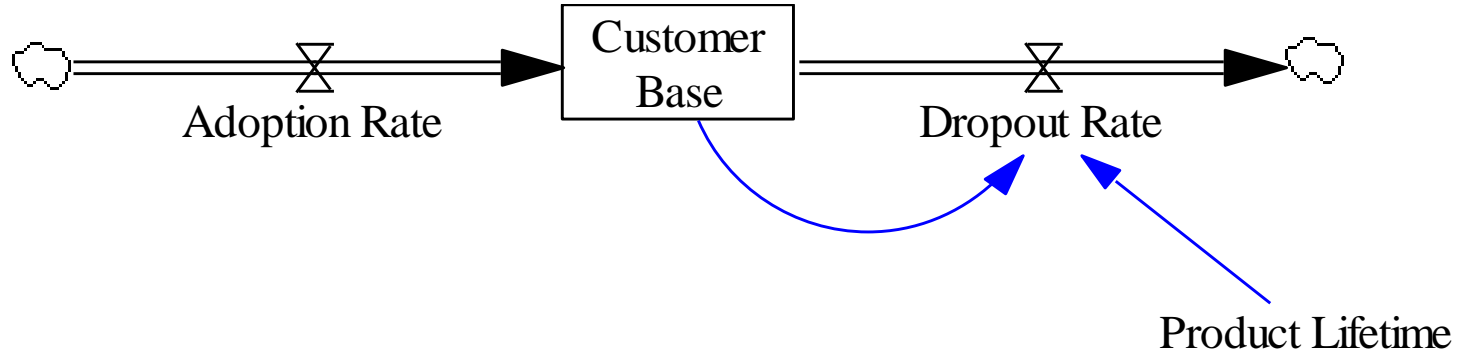 Customer
Base
Adoption Rate
Dropout Rate
Product Lifetime